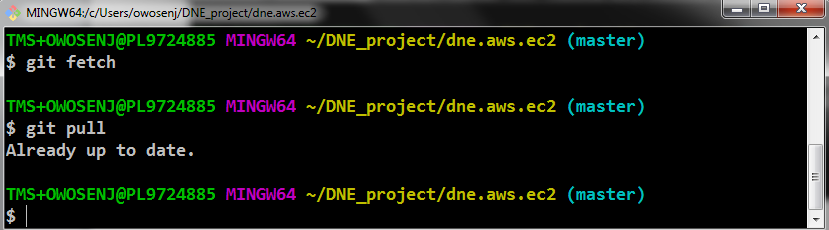 MINGW64:/c/Users/owosenj/DNE_project/dne.aws.ec2
TMS+OWOSENJ@PL9724885 MINGW64 ~/DNE_project/dne.aws.ec2 (master)
$ git fetch
TMS+OWOSENJ@PL9724885 MINGW64 ~/DNE_project/dne.aws.ec2 (master)
$ git pull
Already up to date.
TMS+OWOSENJ@PL9724885 MINGW64 ~/DNE_project/dne.aws.ec2 (master)
$